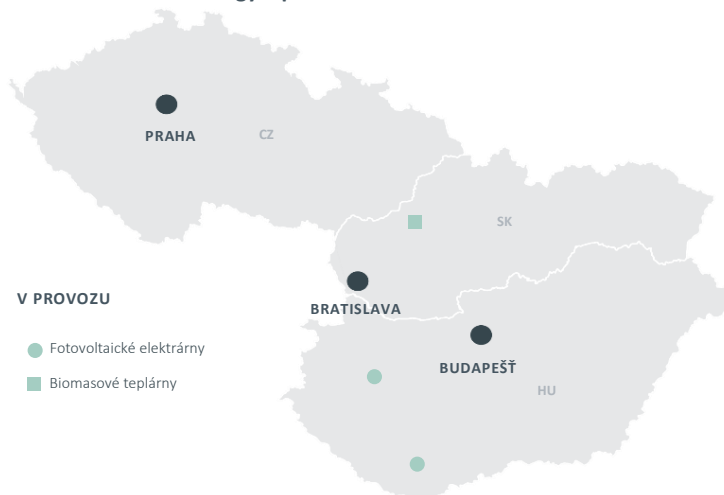 PRAHA
CZ
SK
V PROVOZU
BRATISLAVA
Fotovoltaické elektrárny
BUDAPEŠŤ
Biomasové teplárny
HU